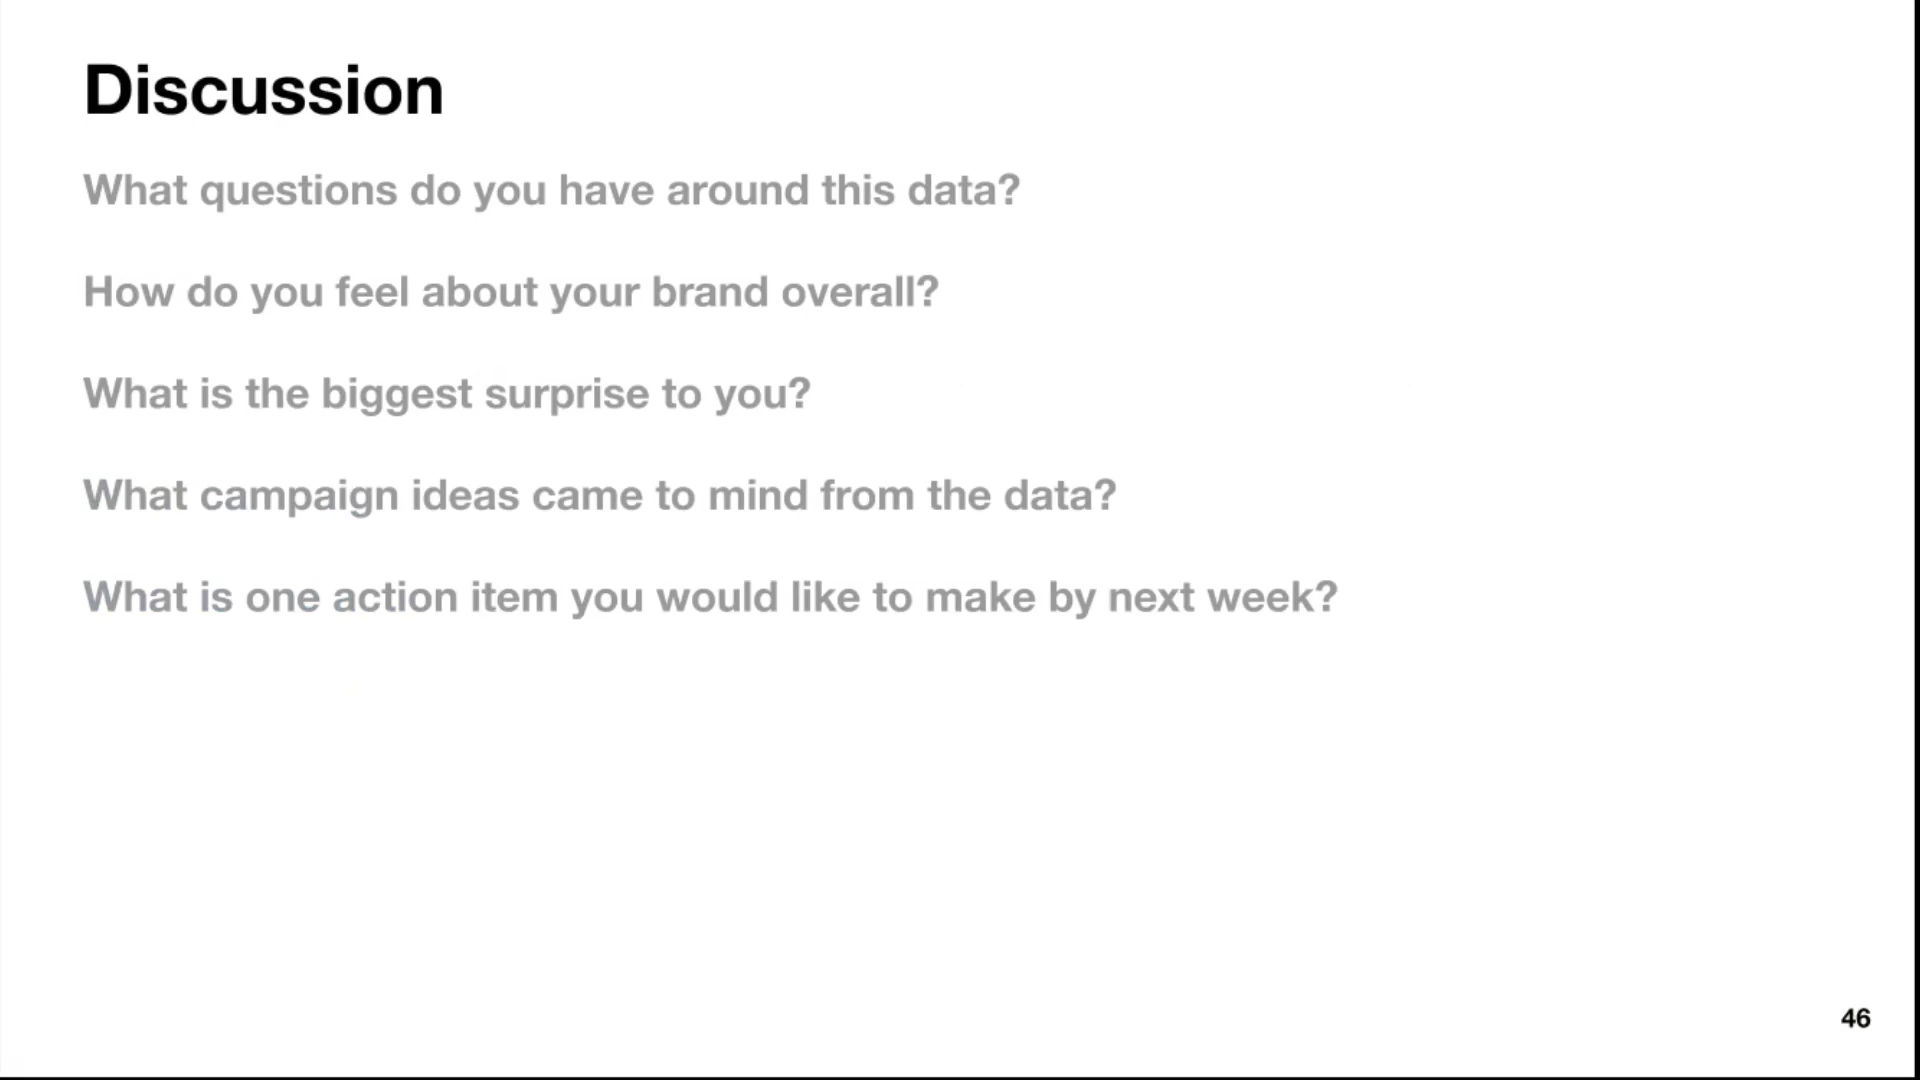 Discussion
What questions do you have around this data?
How do you feel about your brand overall?
What is the biggest surprise to you?
What campaign ideas came to mind from the data?
What is one action item you would like to make by next week?
46